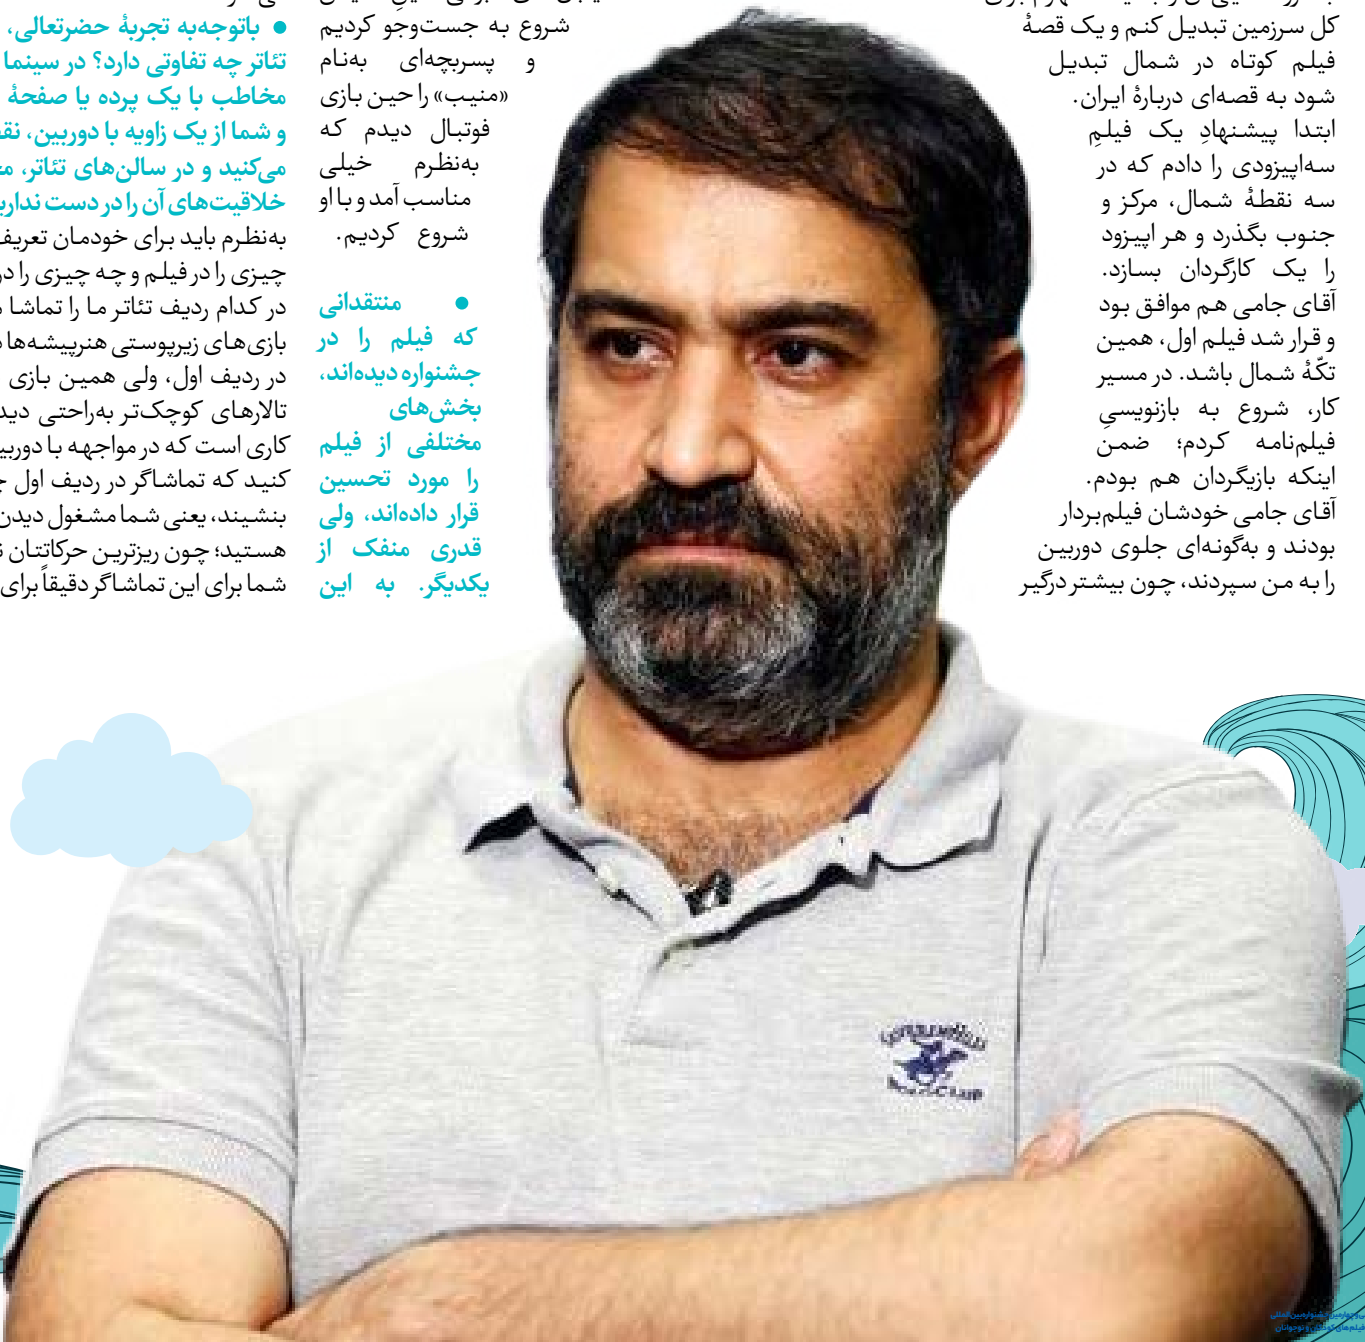 کل سرزمین تبدیل کنم و یک قصهٔ
فیلم کوتاه در شمال تبدیل
شود به قصه‌ای دربارهٔ ایران.
ابتدا پیشنهادِ یک فیلمِ
سه‌اپیزودی را دادم که در
سه نقطهٔ شمال، مرکز و
جنوب بگذرد و هر اپیزود
را یک کارگردان بسازد.
آقای جامی هم موافق بود
و قرار شد فیلم اول، همین
تکّهٔ شمال باشد. در مسیر
کار، شروع به بازنویسیِ
فیلم‌نامه کردم؛ ضمن
اینکه بازیگردان هم بودم.
آقای جامی خودشان فیلم‌بردار
بودند و به‌گونه‌ای جلوی دوربین
را به من سپردند، چون بیشتر درگیر
شروع به جست‌وجو کردیم
و پسربچه‌ای به‌نام
«منیب» را حین بازی
فوتبال دیدم که
به‌نظرم خیلی
مناسب آمد و با او
شروع کردیم.
● منتقدانی
که فیلم را در
جشنواره دیده‌اند،
بخش‌های
مختلفی از فیلم
را مورد تحسین
قرار داده‌اند، ولی
قدری منفک از
یکدیگر. به این
● باتوجه‌به تجربهٔ حضرتعالی،
تئاتر چه تفاوتی دارد؟ در سینما
مخاطب با یک پرده یا صفحهٔ
و شما از یک زاویه با دوربین،
می‌کنید و در سالن‌های تئاتر،
خلاقیت‌های آن را در دست
به‌نظرم باید برای خودمان
چیزی را در فیلم و چه چیزی را
در کدام ردیف تئاتر ما را تماشا
بازی‌های زیرپوستی هنرپیشه‌ها
در ردیف اول، ولی همین بازی
تالارهای کوچک‌تر به‌راحتی
کاری است که در مواجهه با
کنید که تماشاگر در ردیف اول
بنشیند، یعنی شما مشغول دیدن
هستید؛ چون ریزترین حرکاتتان
شما برای این تماشاگر دقیقاً برای